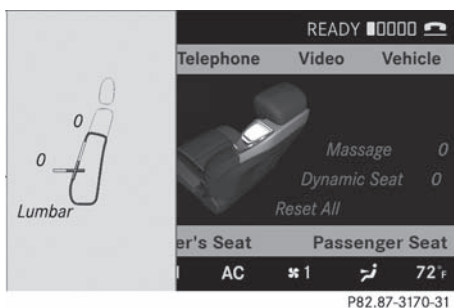 READY
Telephone Video Vehicle
0
0
Lumbar
Massage 0
Dynamic Seat 0
Reset All
er's Seat Passenger Seat
AC 1 72°F
P82.87-3170-31